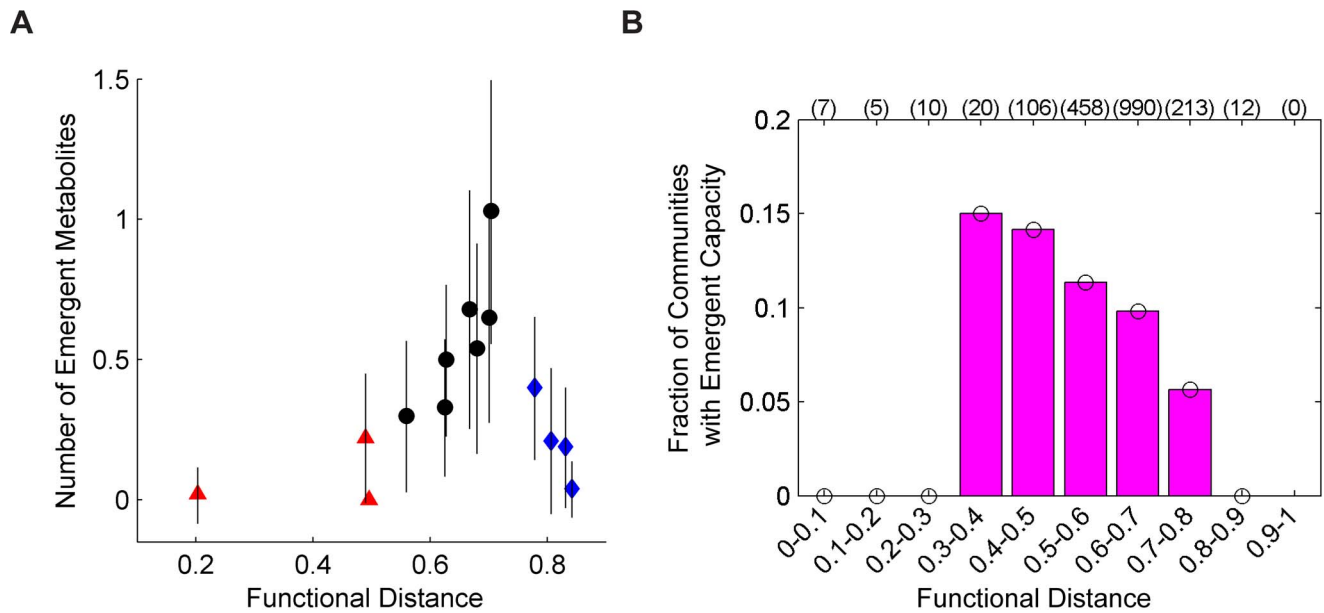 A
Number of Emergent Metabolites
1.5
1
0.5
0
0.2 0.4 0.6 0.8
Functional Distance
B
Fraction of Communities
with Emergent Capacity
(7) (5) (10) (20) (106) (458) (990) (213) (12) (0)
0.2
0.15
0.1
0.05
0
0-0.1 0.1-0.2 0.2-0.3 0.3-0.4 0.4-0.5 0.5-0.6 0.6-0.7 0.7-0.8 0.8-0.9 0.9-1
Functional Distance